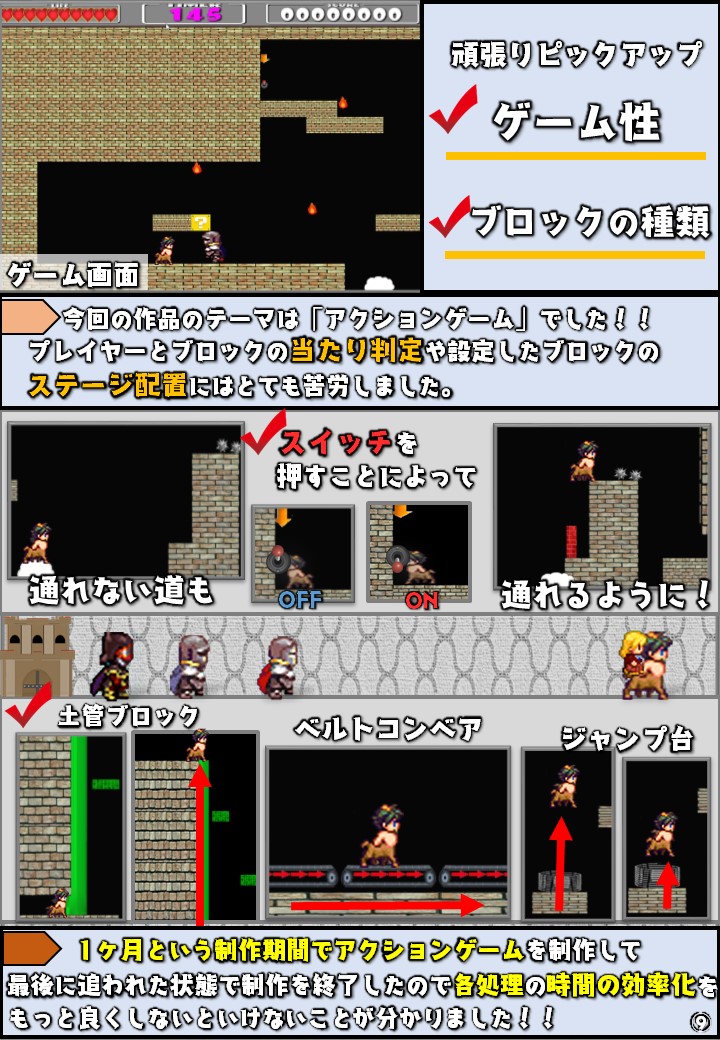 145
00000000
?
ゲーム画面
頑張りピックアップ
ゲーム性
ブロックの種類
今回の作品のテーマは「アクションゲーム」でした！！
プレイヤーとブロックの当たり判定や設定したブロックの
ステージ配置にはとても苦労しました。
スイッチを
押すことによって
通れない道も
OFF
ON
通れるように！
土管ブロック
ベルトコンベア
ジャンプ台
1ヶ月という制作期間でアクションゲームを制作して
最後に追われた状態で制作を終了したので各処理の時間の効率化を
もっと良くしないといけないことが分かりました！！
⑨